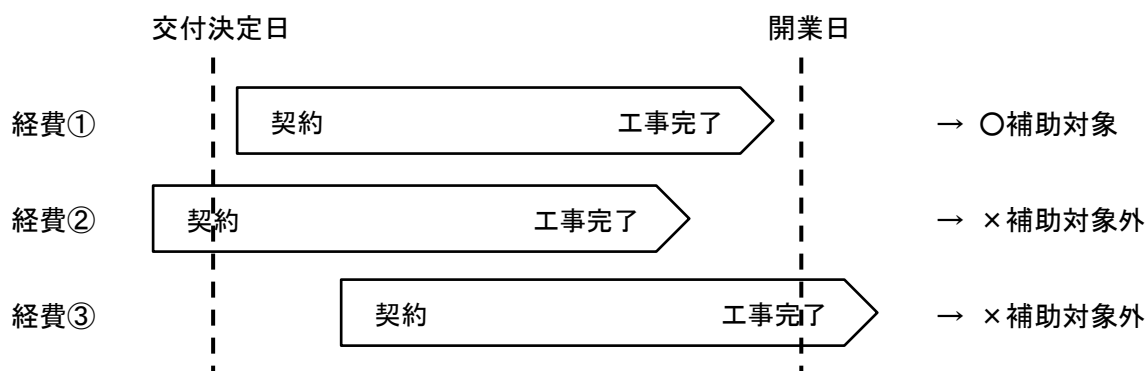 交付決定日 開業日
経費① 契約 工事完了 → 〇補助対象
経費② 契約 工事完了 → ×補助対象外
経費③ 契約 工事完了 → ×補助対象外